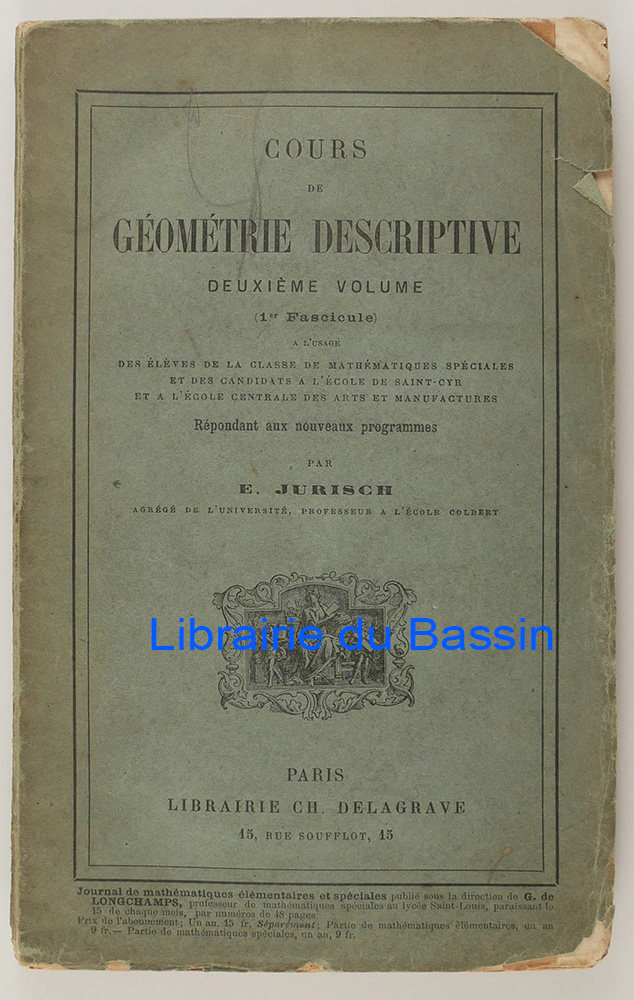 COURS
DE
GÉOMÉTRIE DESCRIPTIVE
DEUXIÈME VOLUME
(1er Fascicule)
A L'USAGE
DES ÉLÈVES DE LA CLASSE DE MATHÉMATIQUES SPÉCIALES
ET DES CANDIDATS A L'ÉCOLE DE SAINT-CYR
ET A L'ÉCOLE CENTRALE DES ARTS ET MANUFACTURES
Répondant aux nouveaux programmes
PAR
E. JURISCH
AGRÉGÉ DE L'UNIVERSITÉ, PROFESSEUR A L'ÉCOLE COLBERT
Librairie du Bassin
PARIS
LIBRAIRIE CH. DELAGRAVE
15, RUE SOUFFLOT, 15
Journal de mathématiques élémentaires et spéciales publié sous la direction de G. de
LONGCHAMPS, professeur de mathématiques spéciales au lycée Saint-Louis, paraissant le
15 de chaque mois, par numéros de 48 pages.
Prix de l'abonnement; Un an. 15 fr. Séparément; Partie de mathématiques élémentaires, un an
9 fr.— Partie de mathématiques spéciales, un an, 9 fr.